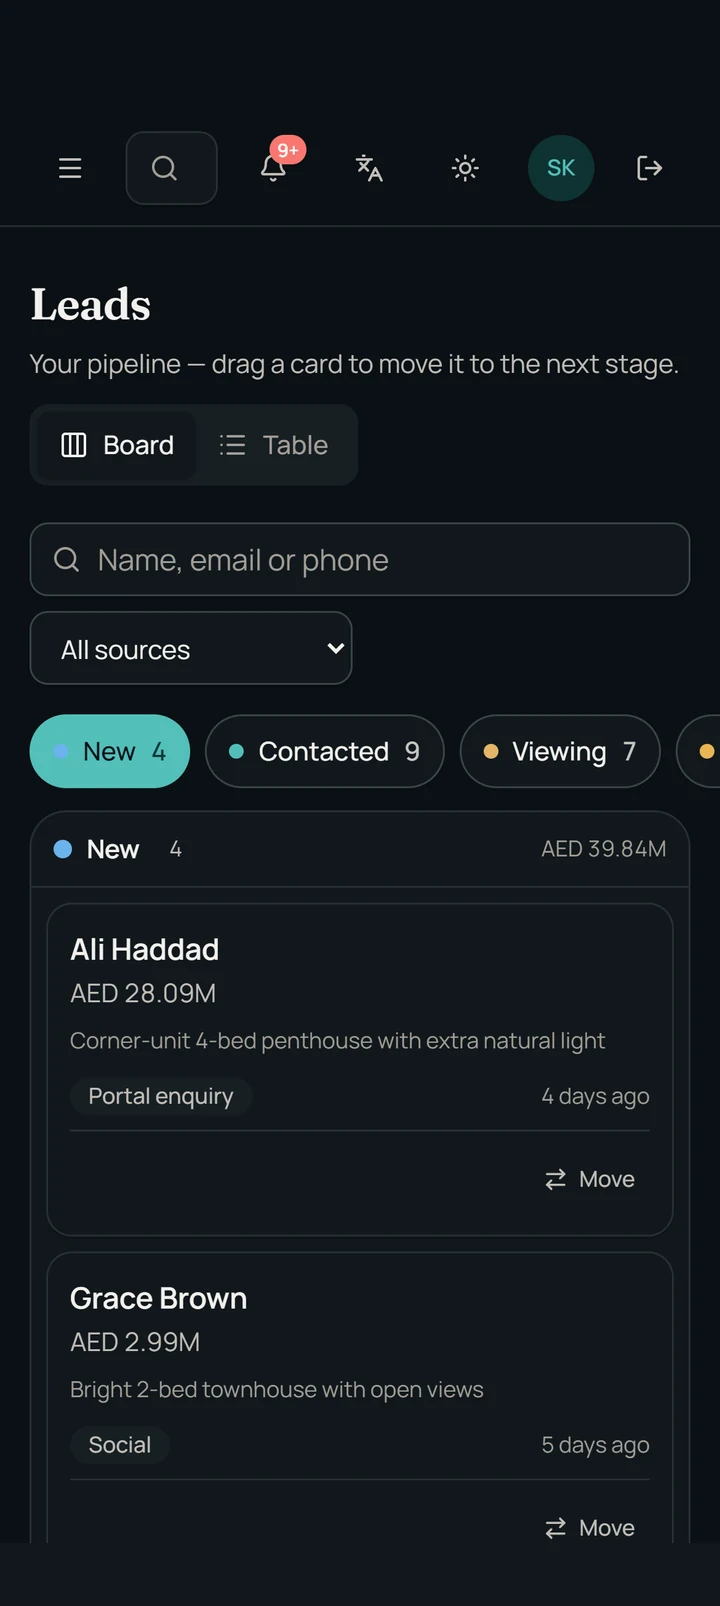 9+
SK
Leads
Your pipeline — drag a card to move it to the next stage.
Board Table
Name, email or phone
All sources
New 4 Contacted 9 Viewing 7
New 4 AED 39.84M
Ali Haddad
AED 28.09M
Corner-unit 4-bed penthouse with extra natural light
Portal enquiry 4 days ago
Move
Grace Brown
AED 2.99M
Bright 2-bed townhouse with open views
Social 5 days ago
Move